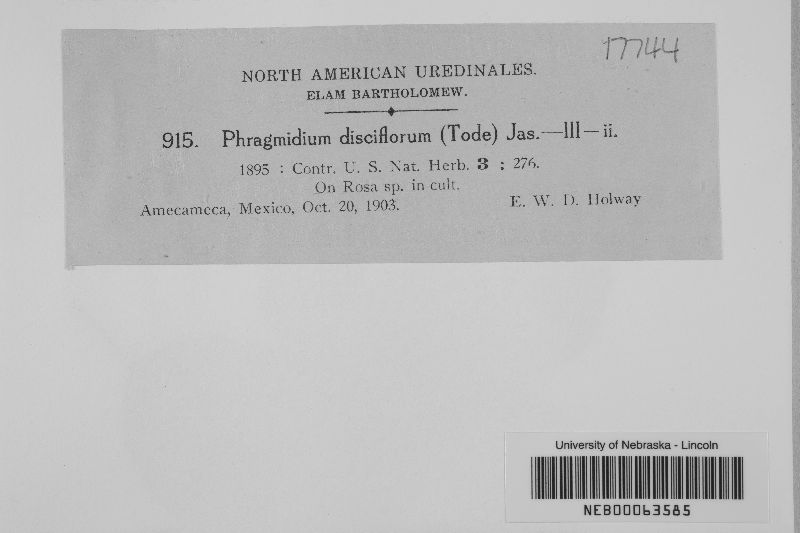 17744
NORTH AMERICAN UREDINALES.
ELAM BARTHOLOMEW.
915. Phragmidium disciflorum (Tode) Jas.—III—ii.
1895 : Contr. U. S. Nat. Herb. 3 : 276.
On Rosa sp. in cult.
Amecameca, Mexico, Oct. 20, 1903. E. W. D. Holway
University of Nebraska - Lincoln
NEB00063585